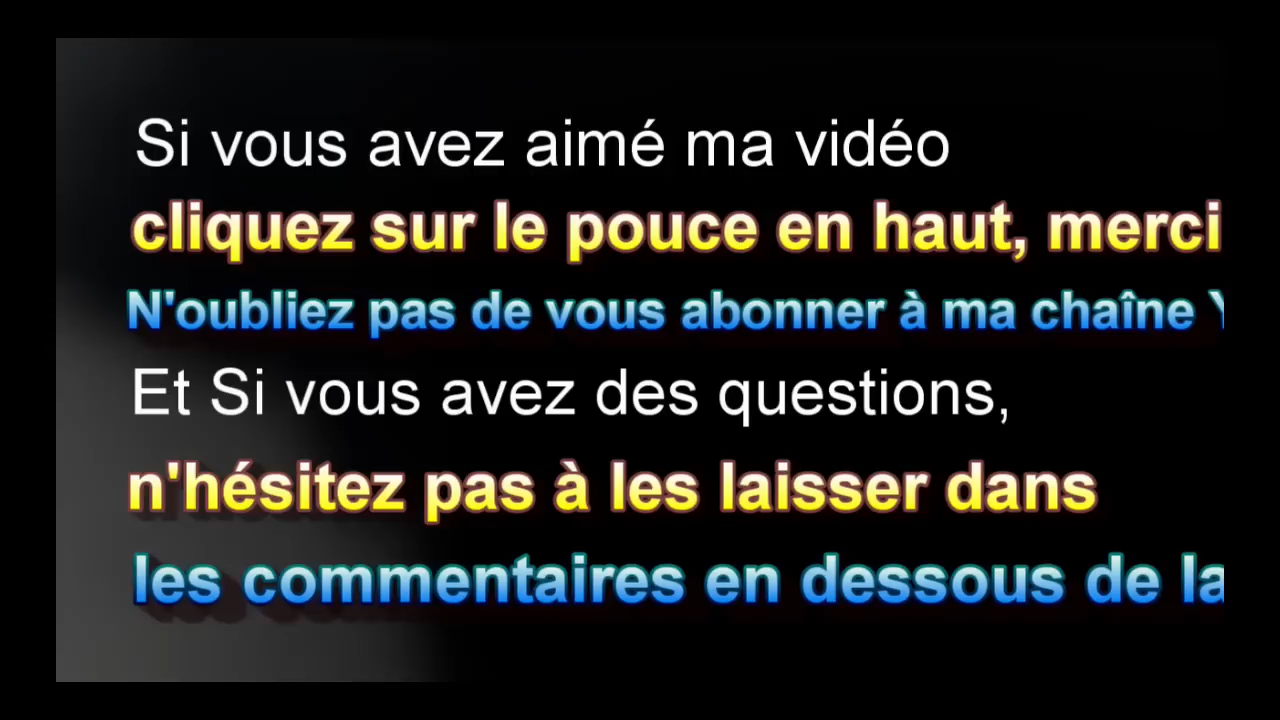 Si vous avez aimé ma vidéo
cliquez sur le pouce en haut, merci
N'oubliez pas de vous abonner à ma chaîne
Et Si vous avez des questions,
n'hésitez pas à les laisser dans
les commentaires en dessous de la